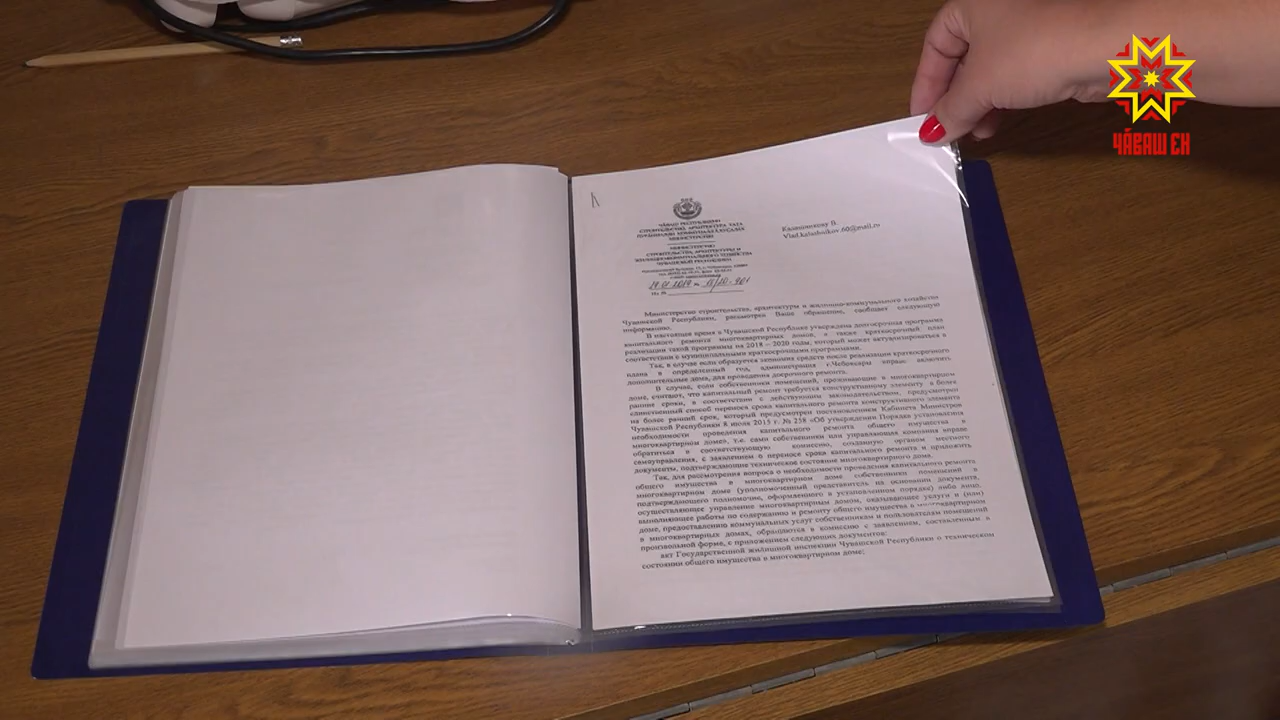 ЧӐВАШ ЕН
ЧӐВАШ РЕСПУБЛИКИН
СТРОИТЕЛЬСТВО, АРХИТЕКТУРА ТАТА
МИНИСТЕРСТВИ
МИНИСТЕРСТВО
СТРОИТЕЛЬСТВА, АРХИТЕКТУРЫ И
ЖИЛИЩНО-КОММУНАЛЬНОГО ХОЗЯЙСТВА
ЧУВАШСКОЙ РЕСПУБЛИКИ
На №
Калашникову В.
Министерство строительства, архитектуры и жилищно-коммунального хозяйства
Чувашской Республики, рассмотрев Ваше обращение, сообщает следующую
информацию.
В настоящее время в Чувашской Республике утверждена долгосрочная программа
капитального ремонта многоквартирных домов, а также краткосрочный план
реализации такой программы на 2018 – 2020 годы, который может актуализироваться в
соответствии с муниципальными краткосрочными программами.
Так, в случае если образуется экономия средств после реализации краткосрочного
плана в определенный год, администрация г.Чебоксары вправе включить
дополнительные дома, для проведения досрочного ремонта.
В случае, если собственники помещений, проживающие в многоквартирном
доме, считают, что капитальный ремонт требуется конструктивному элементу в более
ранние сроки, в соответствии с действующим законодательством, предусмотрен
единственный способ переноса срока капитального ремонта конструктивного элемента
на более ранний срок, который предусмотрен постановлением Кабинета Министров
Чувашской Республики 8 июля 2015 г. № 258 «Об утверждении Порядка установления
необходимости проведения капитального ремонта общего имущества в
многоквартирном доме», т.е. сами собственники или управляющая компания вправе
обратиться в соответствующую комиссию, созданную органом местного
самоуправления, с заявлением о переносе срока капитального ремонта и приложить
документы, подтверждающие техническое состояние многоквартирного дома.
Так, для рассмотрения вопроса о необходимости проведения капитального ремонта
общего имущества в многоквартирном доме собственники помещений в
многоквартирном доме (уполномоченный представитель на основании документа,
подтверждающего полномочие, оформленного в установленном порядке) либо лицо,
осуществляющее управление многоквартирным домом, оказывающее услуги и (или)
выполняющее работы по содержанию и ремонту общего имущества в многоквартирном
доме, предоставлению коммунальных услуг собственникам и пользователям помещений
в многоквартирных домах, обращаются в комиссию с заявлением, составленным в
произвольной форме, с приложением следующих документов:
акт Государственной жилищной инспекции Чувашской Республики о техническом
состоянии общего имущества в многоквартирном доме;